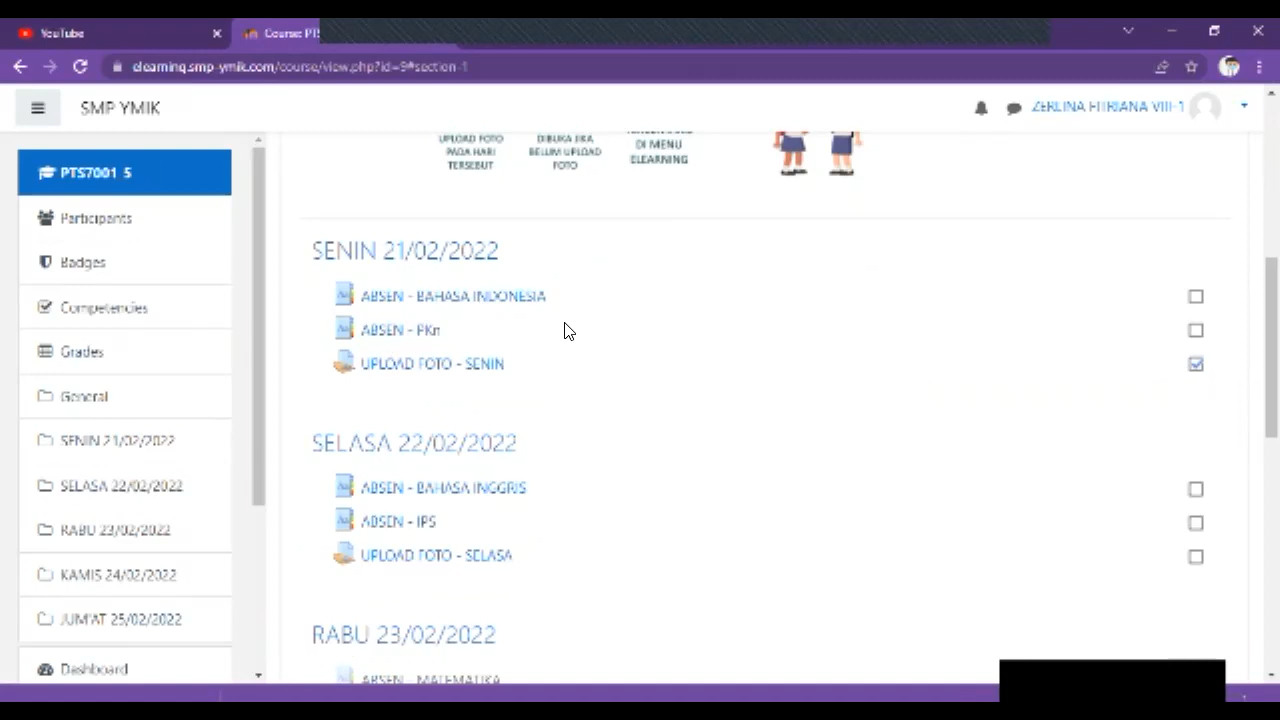 YouTube
Course: PTS
elearning.smp-ymik.com/course/view.php?id=9#section-1
SMP YMIK
ZERLINA FITRIANA VIII-1
PTS7001 5
Participants
Badges
Competencies
Grades
General
SENIN 21/02/2022
SELASA 22/02/2022
RABU 23/02/2022
KAMIS 24/02/2022
JUM'AT 25/02/2022
Dashboard
UPLOAD FOTO
PADA HARI
TERSEBUT
DIBUKA JIKA
BELUM UPLOAD
FOTO
DI MENU
ELEARNING
SENIN 21/02/2022
ABSEN - BAHASA INDONESIA
ABSEN - PKn
UPLOAD FOTO - SENIN
SELASA 22/02/2022
ABSEN - BAHASA INGGRIS
ABSEN - IPS
UPLOAD FOTO - SELASA
RABU 23/02/2022
ABSEN - MATEMATIKA